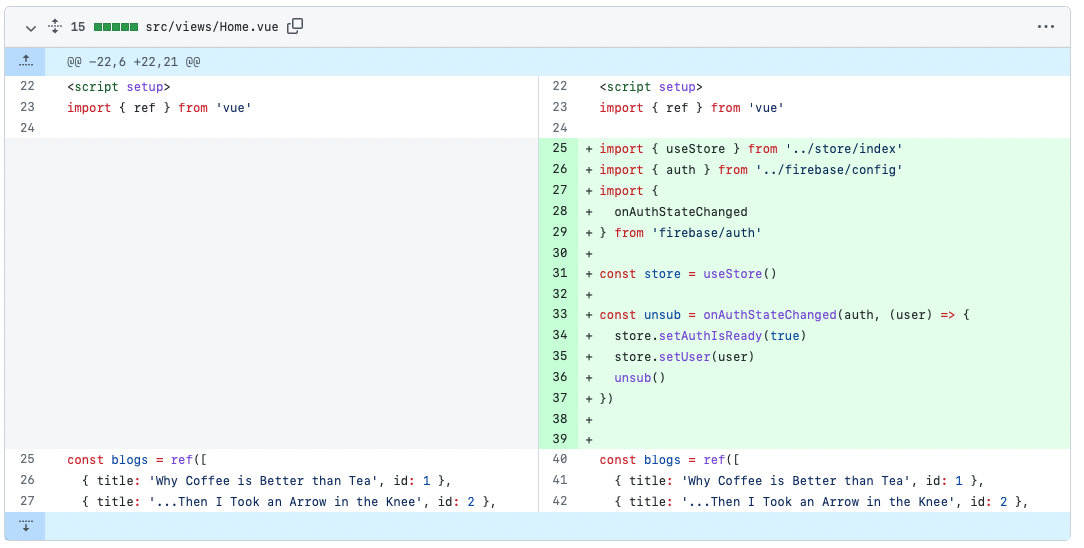 15 src/views/Home.vue
@@ -22,6 +22,21 @@
22 <script setup>
23 import { ref } from 'vue'
24
25 const blogs = ref([
26 { title: 'Why Coffee is Better than Tea', id: 1 },
27 { title: '...Then I Took an Arrow in the Knee', id: 2 },
22 <script setup>
23 import { ref } from 'vue'
24
25 + import { useStore } from '../store/index'
26 + import { auth } from '../firebase/config'
27 + import {
28 + onAuthStateChanged
29 + } from 'firebase/auth'
30 +
31 + const store = useStore()
32 +
33 + const unsub = onAuthStateChanged(auth, (user) => {
34 + store.setAuthIsReady(true)
35 + store.setUser(user)
36 + unsub()
37 + })
38 +
39 +
40 const blogs = ref([
41 { title: 'Why Coffee is Better than Tea', id: 1 },
42 { title: '...Then I Took an Arrow in the Knee', id: 2 },